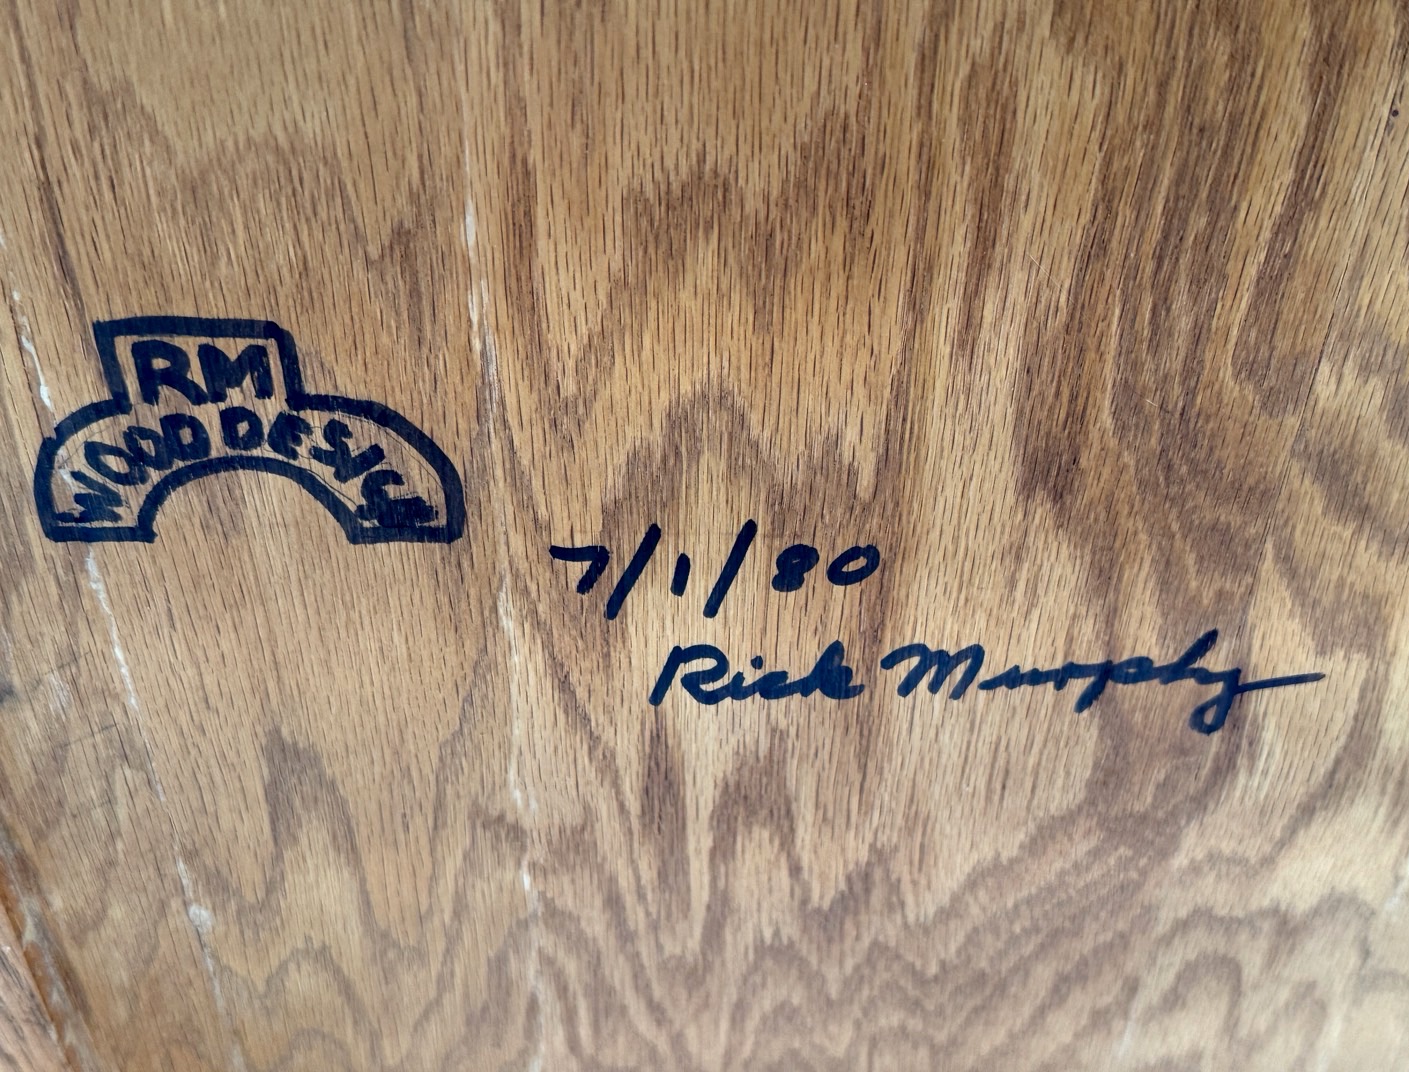 RM
WOOD DESIGN
7/1/80
Rick Murphy